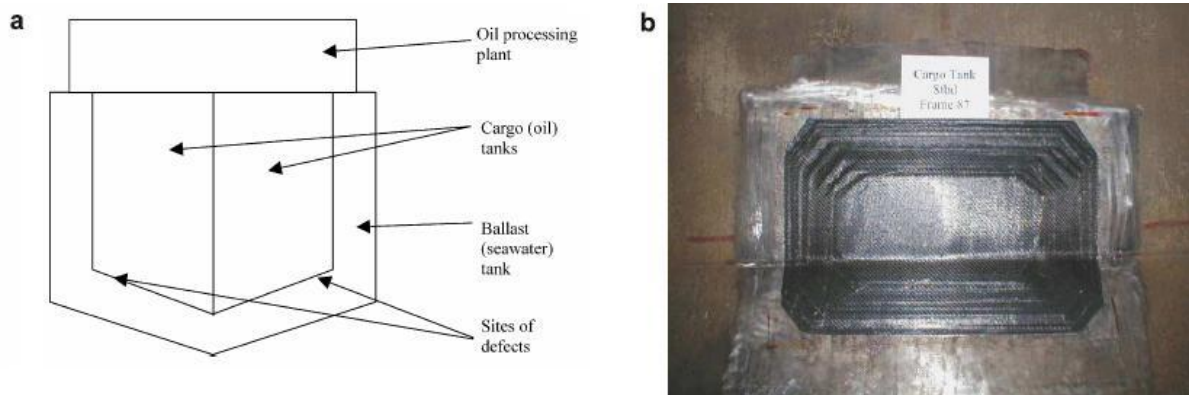 a
Oil processing
plant
Cargo (oil)
tanks
Ballast
(seawater)
tank
Sites of
defects
b
Cargo Tank
Stbd
Frame 87